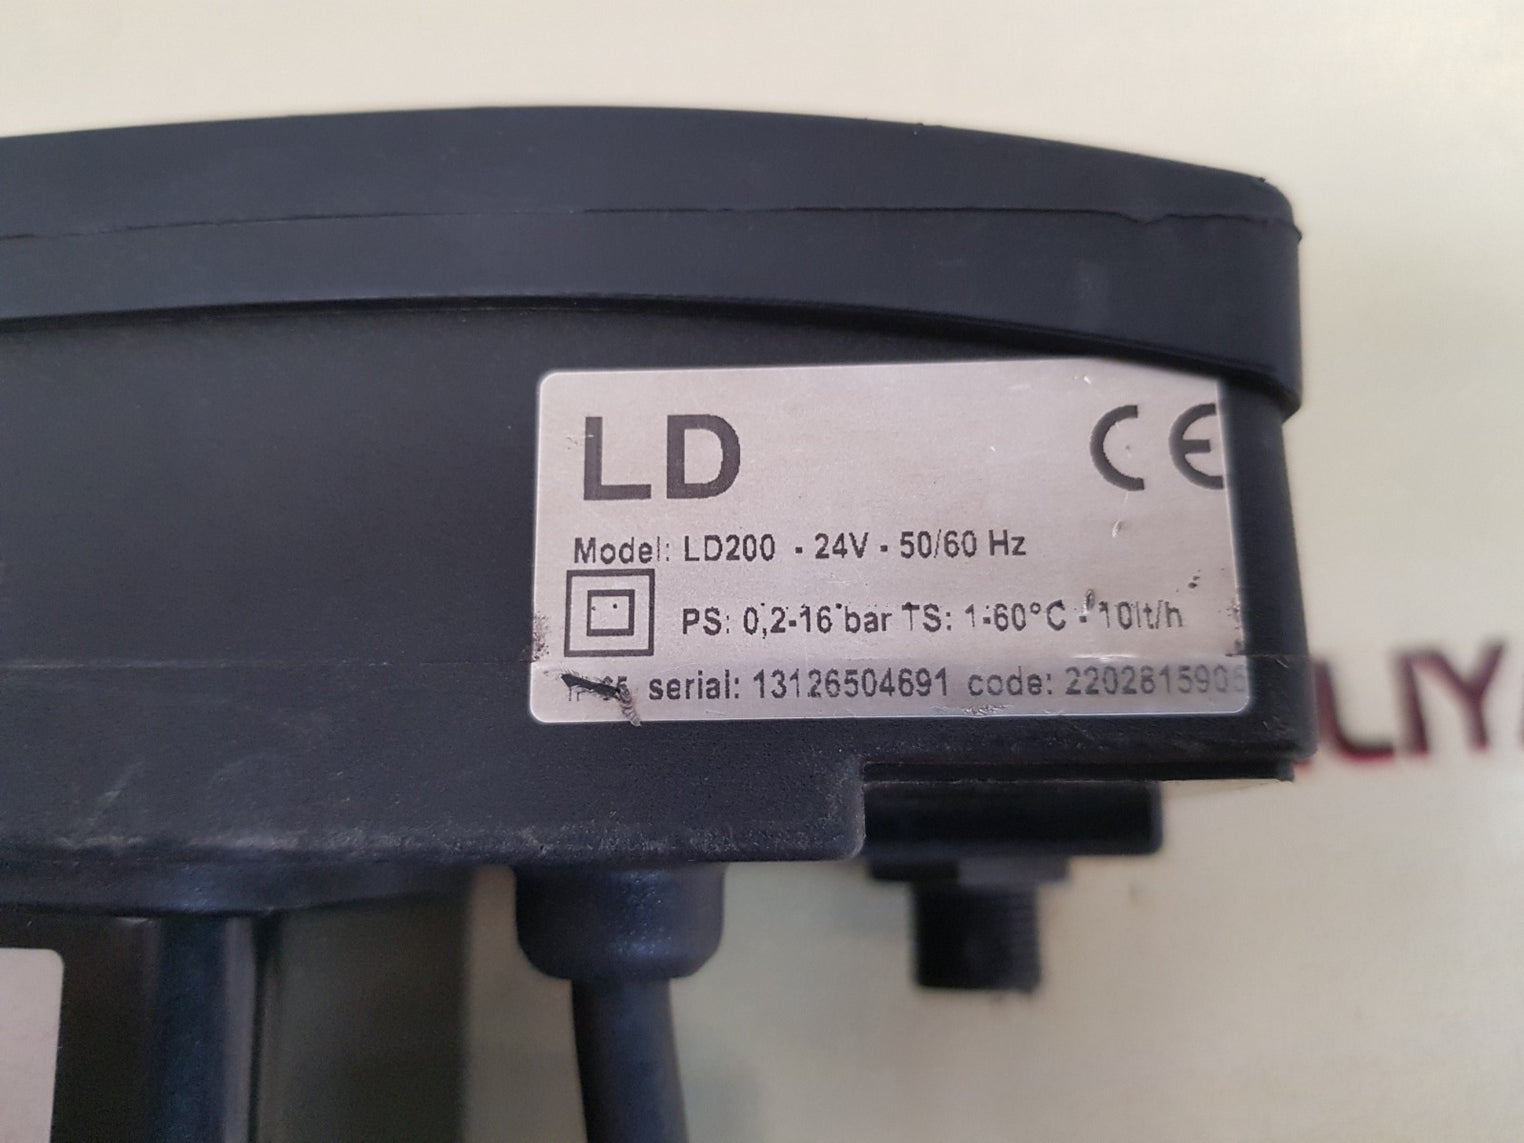 LD CE
Model: LD200 - 24V - 50/60 Hz
PS: 0,2-16 bar TS: 1-60°C - 10lt/h
serial: 13126504691 code: 2202815906
LIY